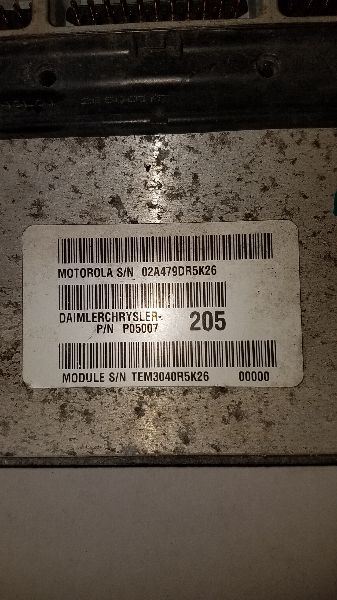 MOTOROLA S/N 02A479DR5K26
DAIMLERCHRYSLER-
P/N P05007 205
MODULE S/N TEM3040R5K26 00000